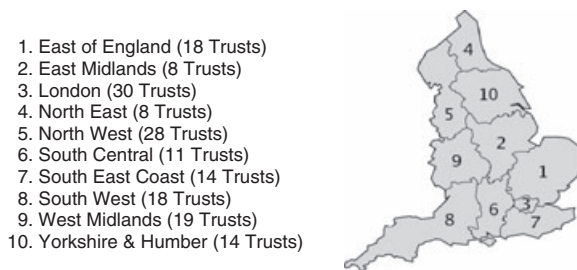 1. East of England (18 Trusts)
2. East Midlands (8 Trusts)
3. London (30 Trusts)
4. North East (8 Trusts)
5. North West (28 Trusts)
6. South Central (11 Trusts)
7. South East Coast (14 Trusts)
8. South West (18 Trusts)
9. West Midlands (19 Trusts)
10. Yorkshire & Humber (14 Trusts)
4
10
5
2
9
1
3
6
8
7